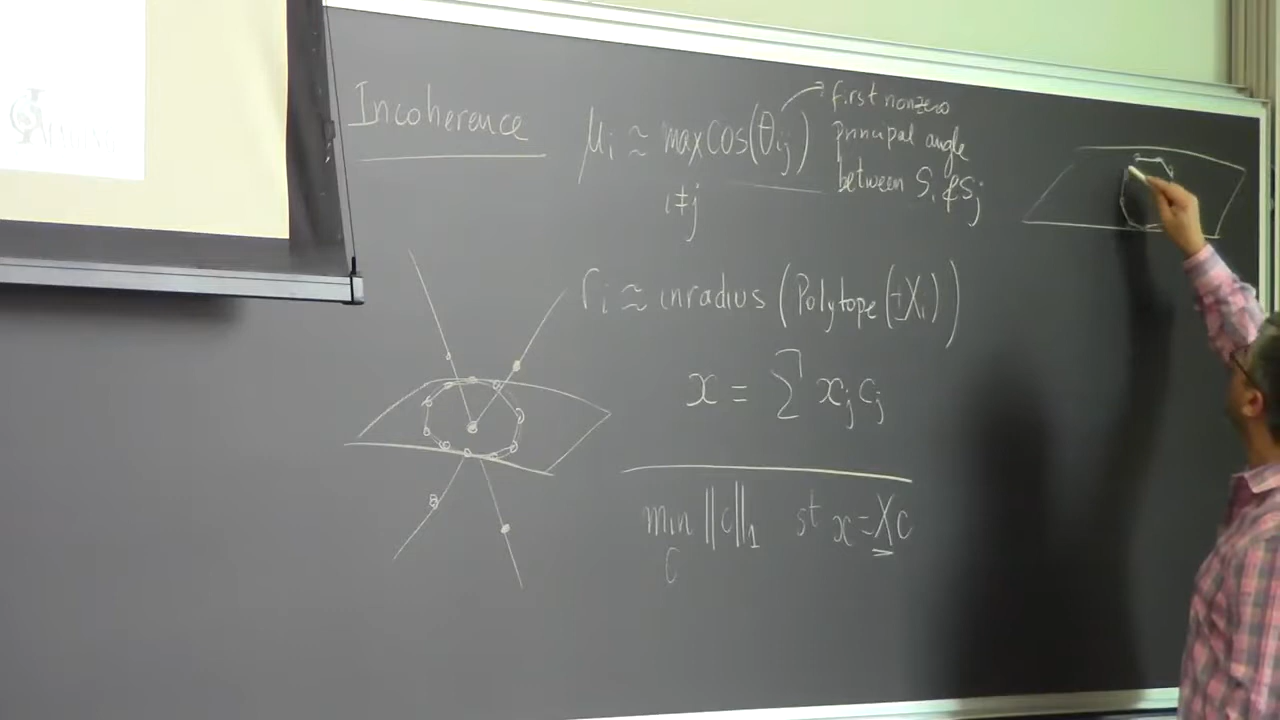 Incoherence
μi ≈ max cos(θij)
i≠j
first nonzero
principal angle
between Si & Sj
ri ≈ inradius (Polytope (±Xi))
x = ∑ xj cj
min ||c||1 st x = Xc
c